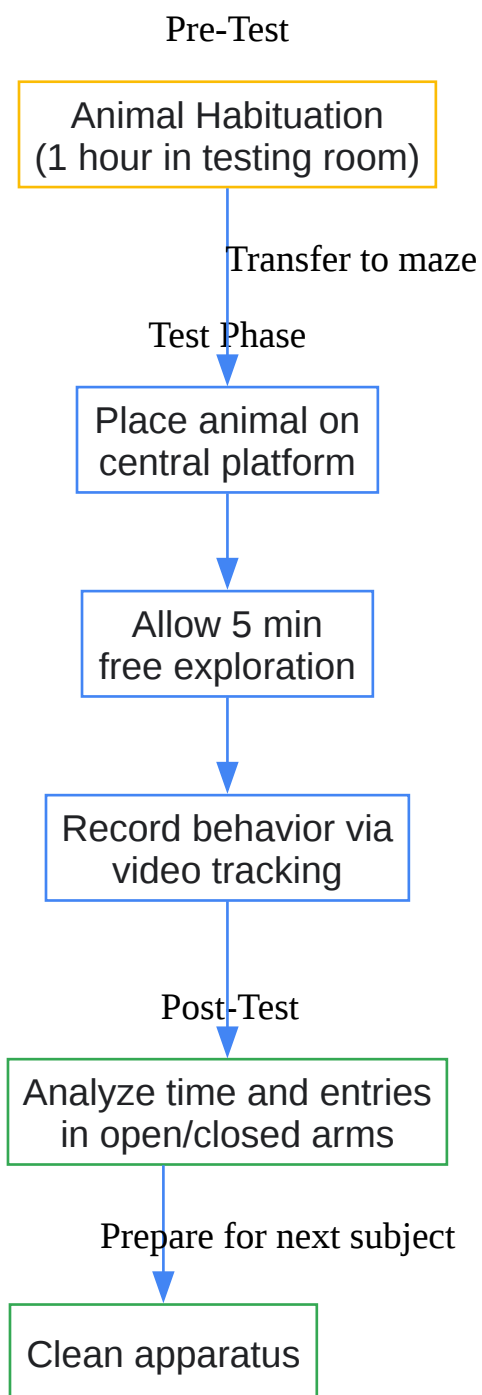 Pre-Test
Animal Habituation
(1 hour in testing room)
Transfer to maze
Test Phase
Place animal on
central platform
Allow 5 min
free exploration
Record behavior via
video tracking
Post-Test
Analyze time and entries
in open/closed arms
Prepare for next subject
Clean apparatus